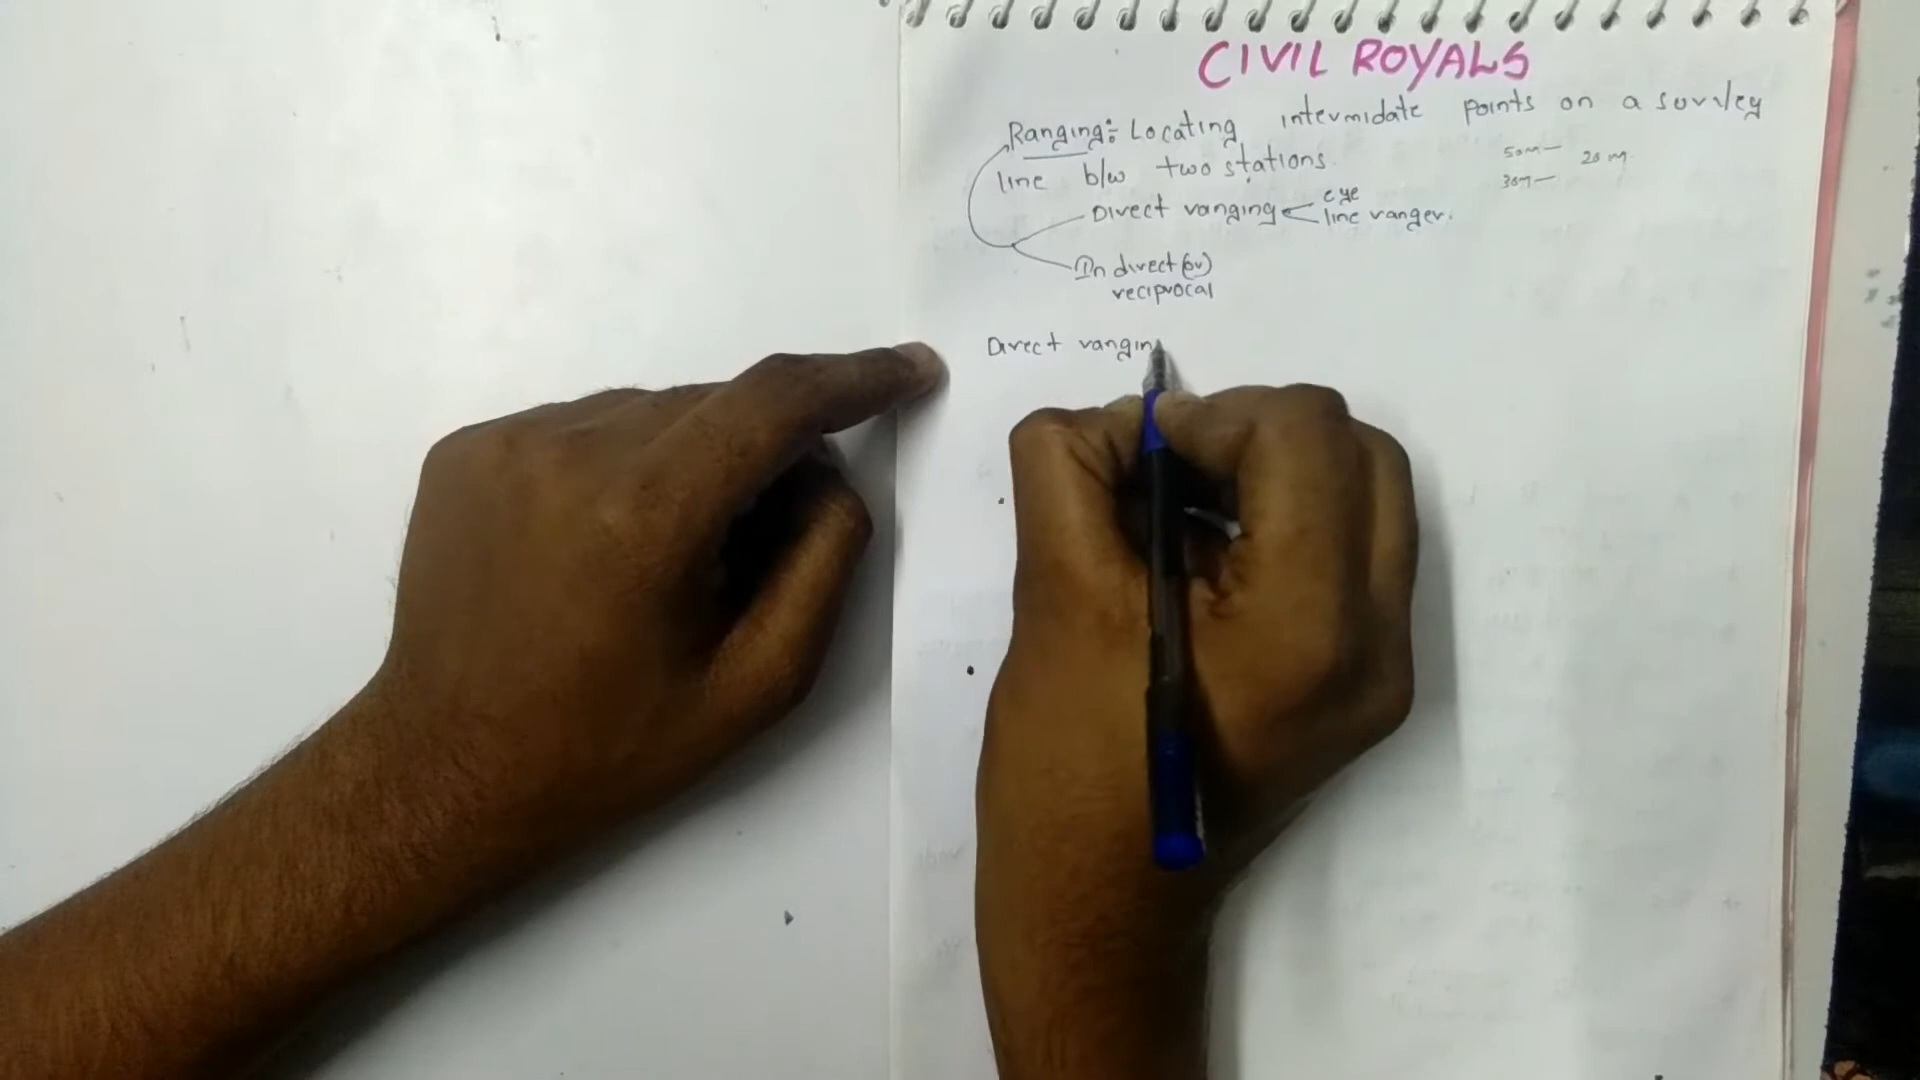 CIVIL ROYALS
Ranging:- Locating intermidate points on a survey
line b/w two stations.
50m— 20 m
30m—
Direct ranging eye
line ranger.
In direct (or)
reciprocal
Direct rangin